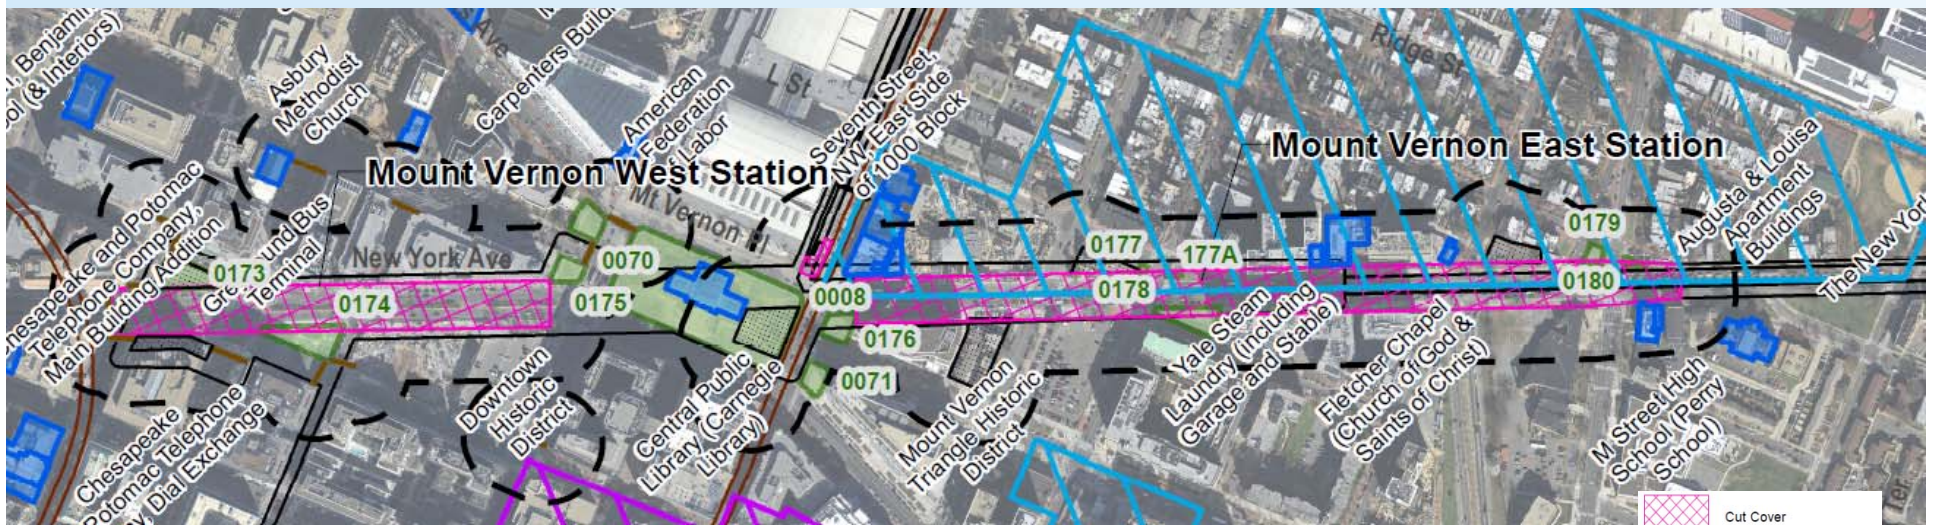 l, Benjamin
ool (& Interiors)
Asbury
Methodist
Church
s Ave
Carpenters Build
American
Federation
of Labor
L St
Seventh Street,
NW, East Side
of 1000 Block
Ridge St
Mount Vernon West Station
Mount Vernon East Station
Mt Vernon Pl
New York Ave
Chesapeake and Potomac
Telephone Company,
Main Building Addition
Greyhound Bus
Terminal
0173
0174
0070
0175
0008
0176
0071
0177
177A
0178
0179
0180
Augusta & Louisa
Apartment
Buildings
The New York
Chesapeake
Potomac Telephone
y, Dial Exchange
Downtown
Historic
District
Central Public
Library (Carnegie
Library)
Mount Vernon
Triangle Historic
District
Yale Steam
Laundry (including
Garage and Stable)
Fletcher Chapel
(Church of God &
Saints of Christ)
M Street High
School (Perry
School)
Cut Cover